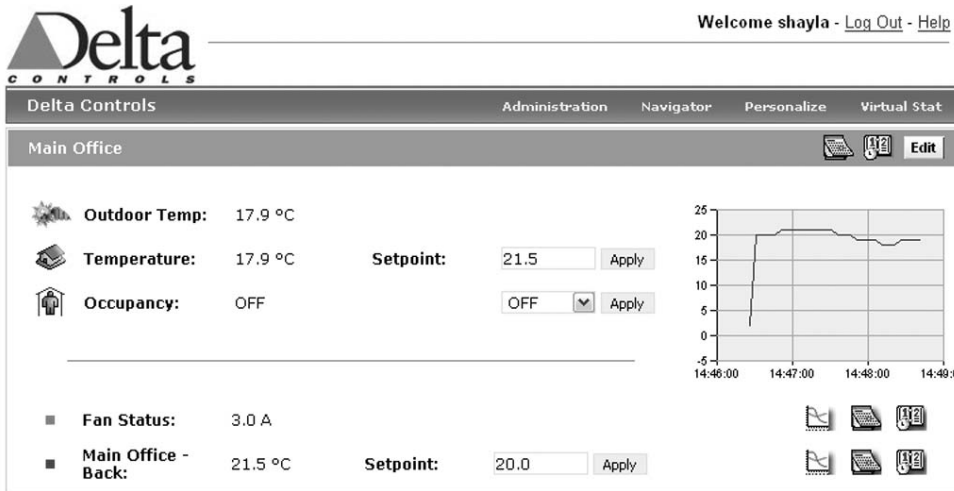 Welcome shayla - Log Out - Help
Delta
CONTROLS
Delta Controls Administration Navigator Personalize Virtual Stat
Main Office Edit
Outdoor Temp: 17.9 °C
Temperature: 17.9 °C Setpoint: 21.5 Apply
Occupancy: OFF OFF Apply
25
20
15
10
5
0
-5
14:46:00 14:47:00 14:48:00
Fan Status: 3.0 A
Main Office -
Back: 21.5 °C Setpoint: 20.0 Apply